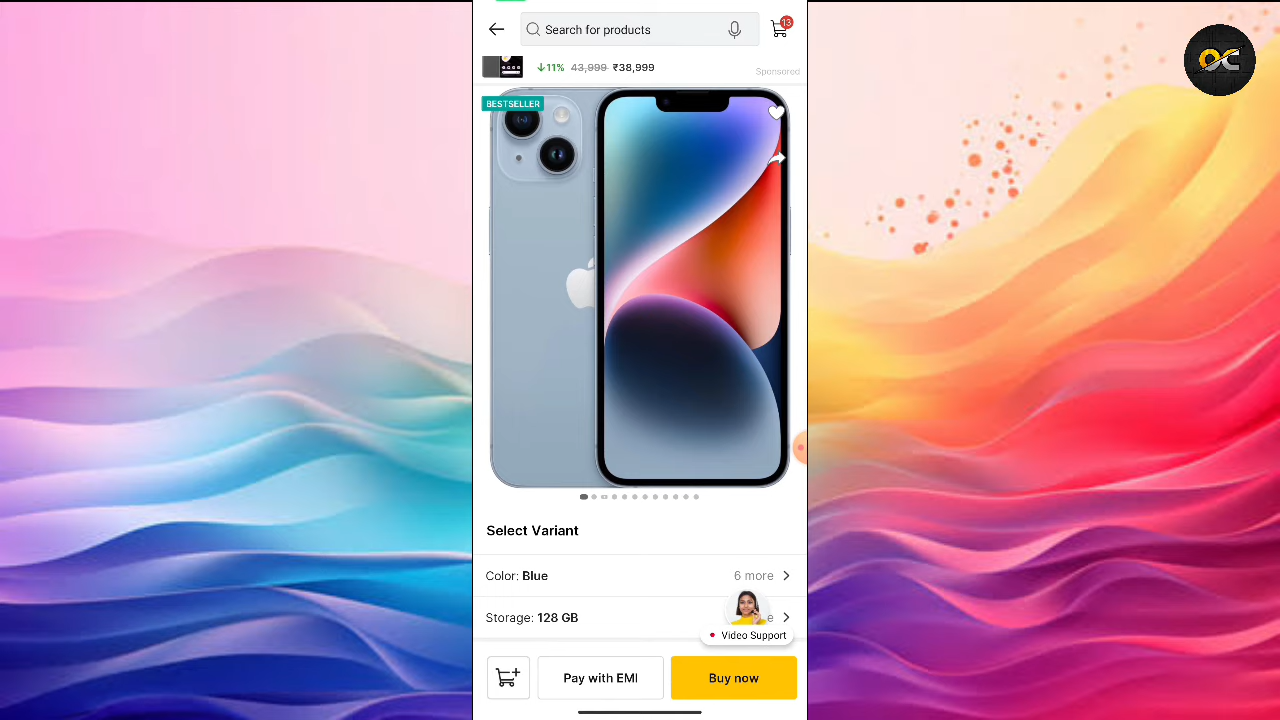 Search for products
13
↓11% 43,999 ₹38,999
Sponsored
BESTSELLER
Select Variant
Color: Blue
6 more
Storage: 128 GB
Video Support
Pay with EMI
Buy now